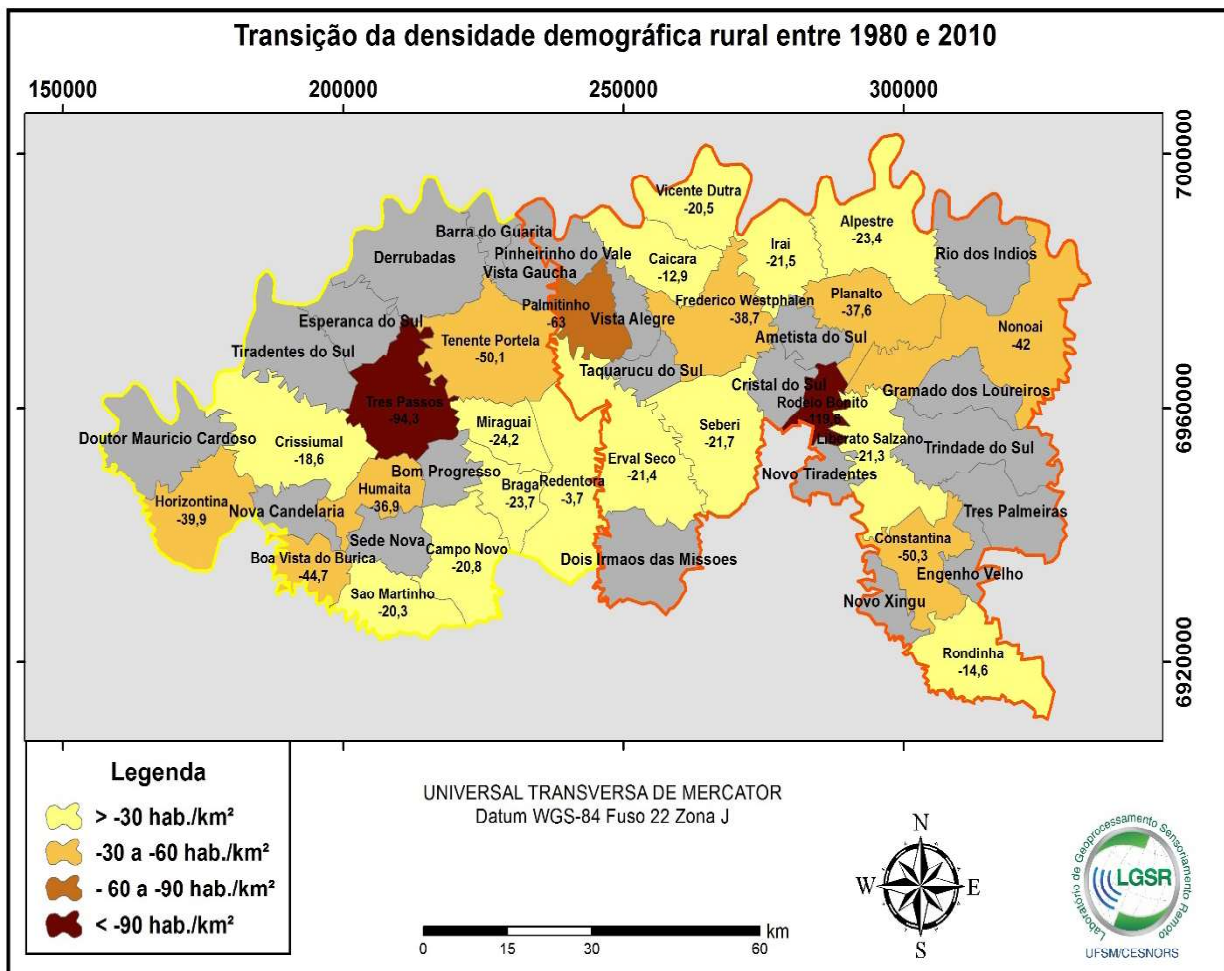 Transição da densidade demográfica rural entre 1980 e 2010
150000
200000
250000
300000
7000000
6960000
6920000
Vicente Dutra
-20,5
Alpestre
-23,4
Barra do Guarita
Derrubadas
Pinheirinho do Vale
Vista Gaucha
Caicara
-12,9
Irai
-21,5
Rio dos Indios
Palmitinho
-63
Vista Alegre
Frederico Westphalen
-38,7
Planalto
-37,6
Nonoai
-42
Esperanca do Sul
Tenente Portela
-50,1
Ametista do Sul
Tiradentes do Sul
Taquarucu do Sul
Cristal do Sul
Gramado dos Loureiros
Tres Passos
-94,3
Rodeio Bonito
Miraguai
-24,2
Seberi
-21,7
Liberato Salzano
-21,3
Trindade do Sul
Doutor Mauricio Cardoso
Crissiumal
-18,6
Bom Progresso
Erval Seco
-21,4
Novo Tiradentes
Humaita
-36,9
Braga
-23,7
Redentora
-3,7
Horizontina
-39,9
Nova Candelaria
Tres Palmeiras
Sede Nova
Constantina
-50,3
Boa Vista do Burica
-44,7
Campo Novo
-20,8
Dois Irmaos das Missoes
Engenho Velho
Sao Martinho
-20,3
Novo Xingu
Rondinha
-14,6
Legenda
> -30 hab./km²
-30 a -60 hab./km²
- 60 a -90 hab./km²
< -90 hab./km²
UNIVERSAL TRANSVERSA DE MERCATOR
Datum WGS-84 Fuso 22 Zona J
km
0 15 30 60
N
W E
S
Laboratório de Geoprocessamento Sensoriamento Remoto
LGSR
UFSM/CESNORS